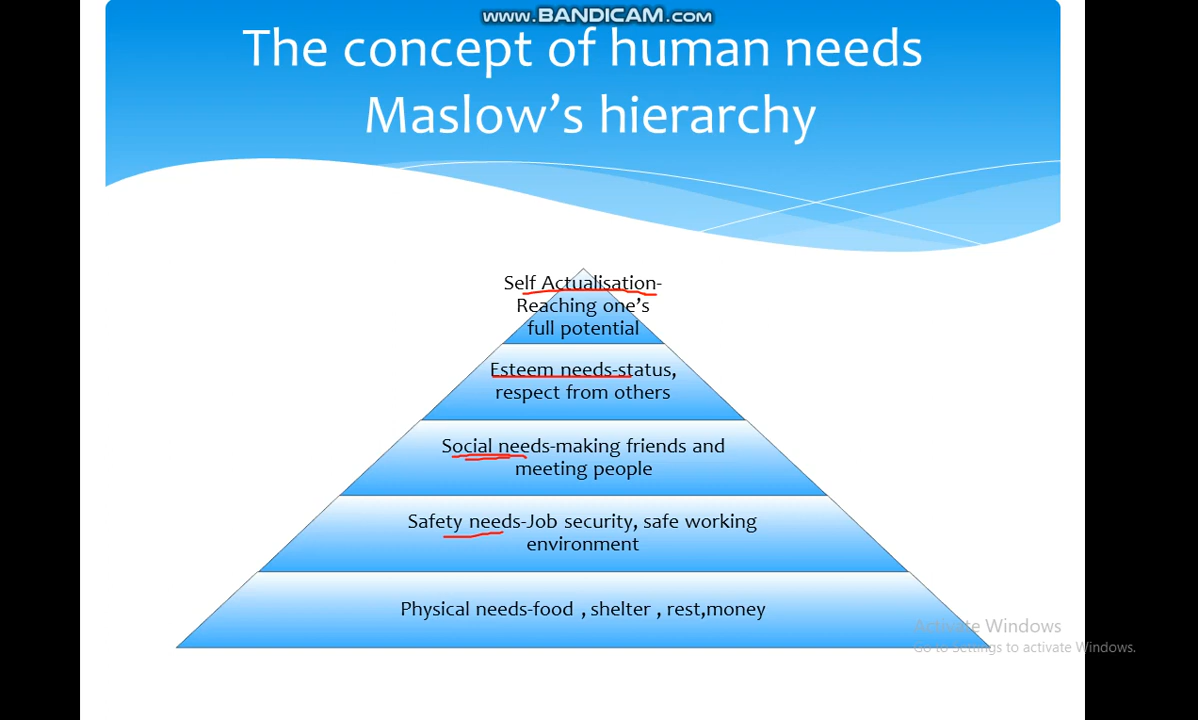 www.BANDICAM.com
The concept of human needs
Maslow's hierarchy
Self Actualisation-
Reaching one's
full potential
Esteem needs-status,
respect from others
Social needs-making friends and
meeting people
Safety needs-Job security, safe working
environment
Physical needs-food , shelter , rest,money
Activate Windows
Go to Settings to activate Windows.